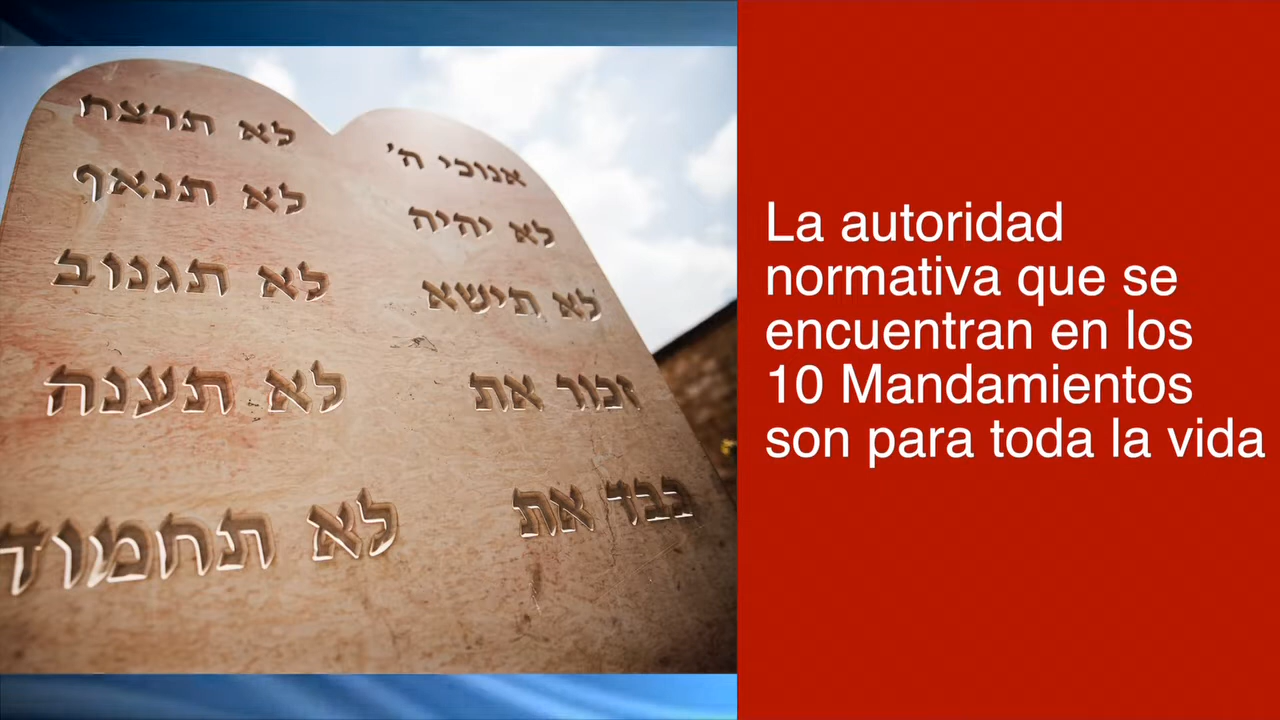 אנוכי ה'
לא יהיה
לא תישא
זכור את
כבד את
לא תרצח
לא תנאף
לא תגנוב
לא תענה
לא תחמוד
La autoridad
normativa que se
encuentran en los
10 Mandamientos
son para toda la vida